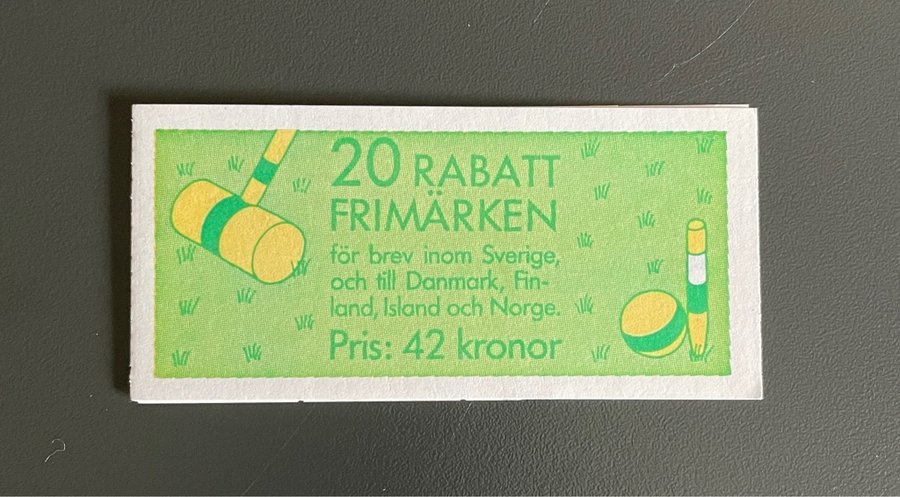 20 RABATT
FRIMÄRKEN
för brev inom Sverige,
och till Danmark, Fin-
land, Island och Norge.
Pris: 42 kronor